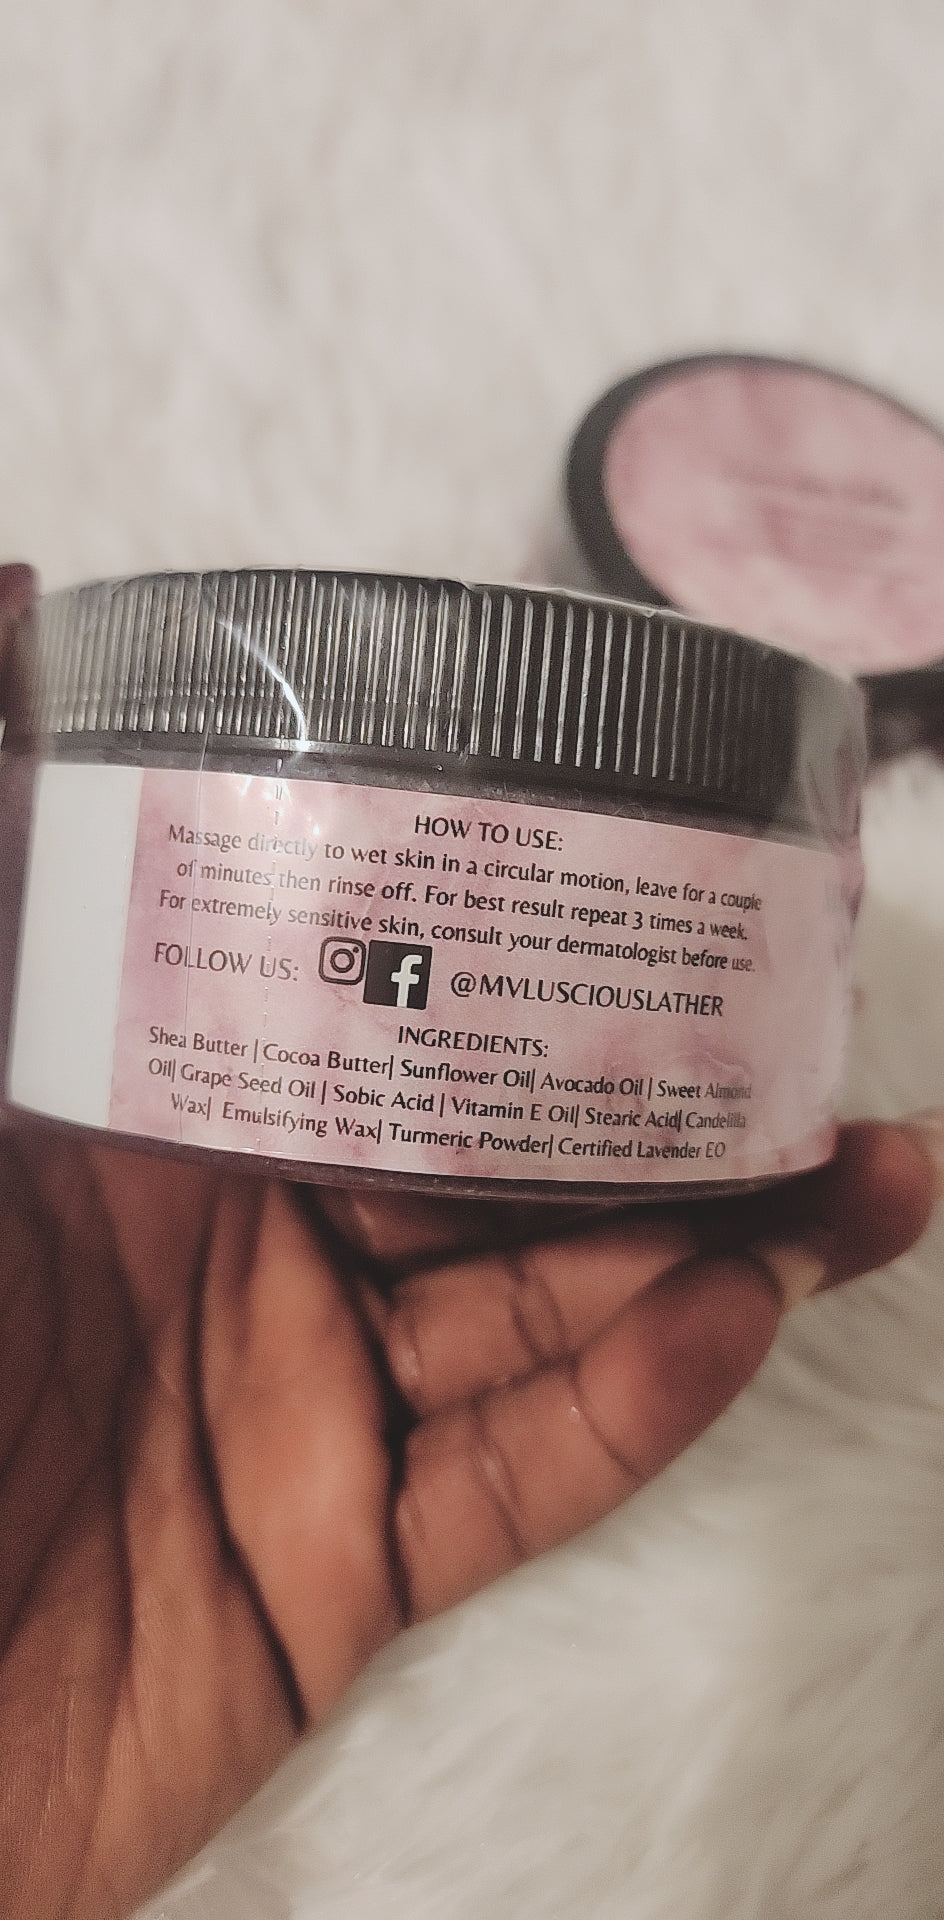 HOW TO USE:
Massage directly to wet skin in a circular motion, leave for a couple
of minutes then rinse off. For best result repeat 3 times a week.
For extremely sensitive skin, consult your dermatologist before use.
FOLLOW US: @MVLUSCIOUSLATHER
INGREDIENTS:
Shea Butter | Cocoa Butter| Sunflower Oil| Avocado Oil | Sweet Almond
Oil| Grape Seed Oil | Sobic Acid | Vitamin E Oil| Stearic Acid| Candelilla
Wax| Emulsifying Wax| Turmeric Powder| Certified Lavender EO